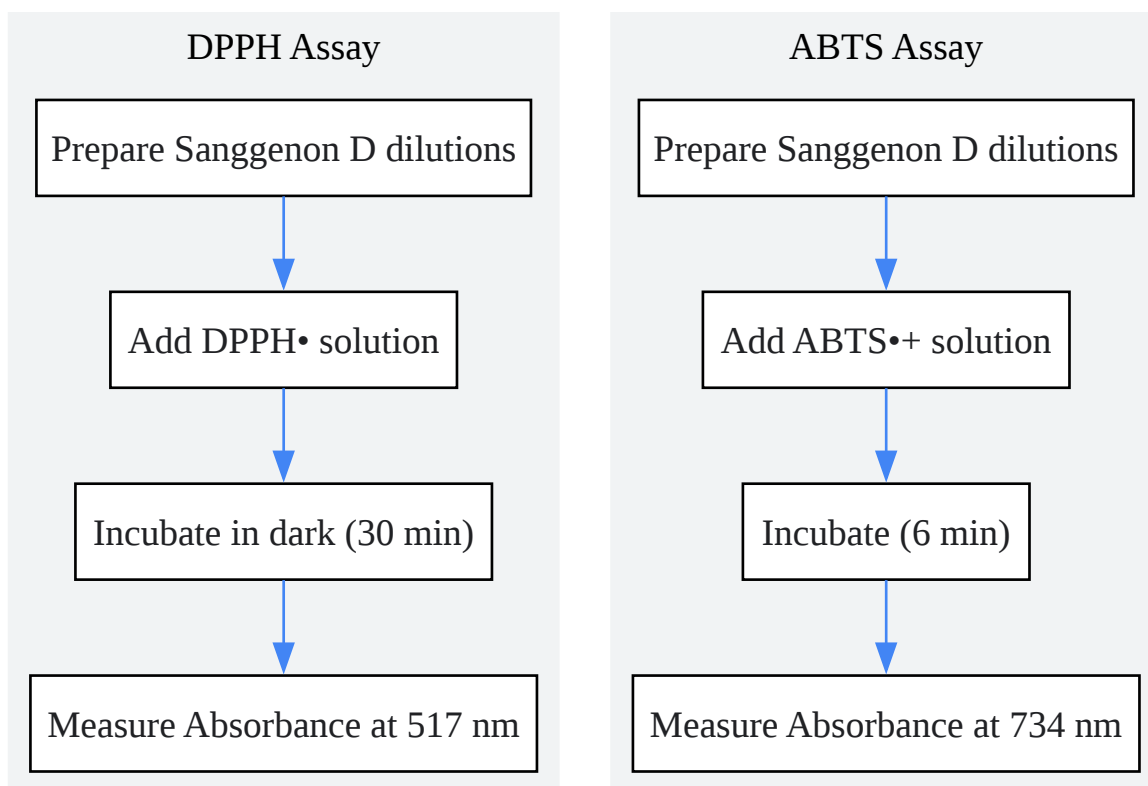 DPPH Assay
Prepare Sanggenon D dilutions
Add DPPH• solution
Incubate in dark (30 min)
Measure Absorbance at 517 nm
ABTS Assay
Prepare Sanggenon D dilutions
Add ABTS•+ solution
Incubate (6 min)
Measure Absorbance at 734 nm